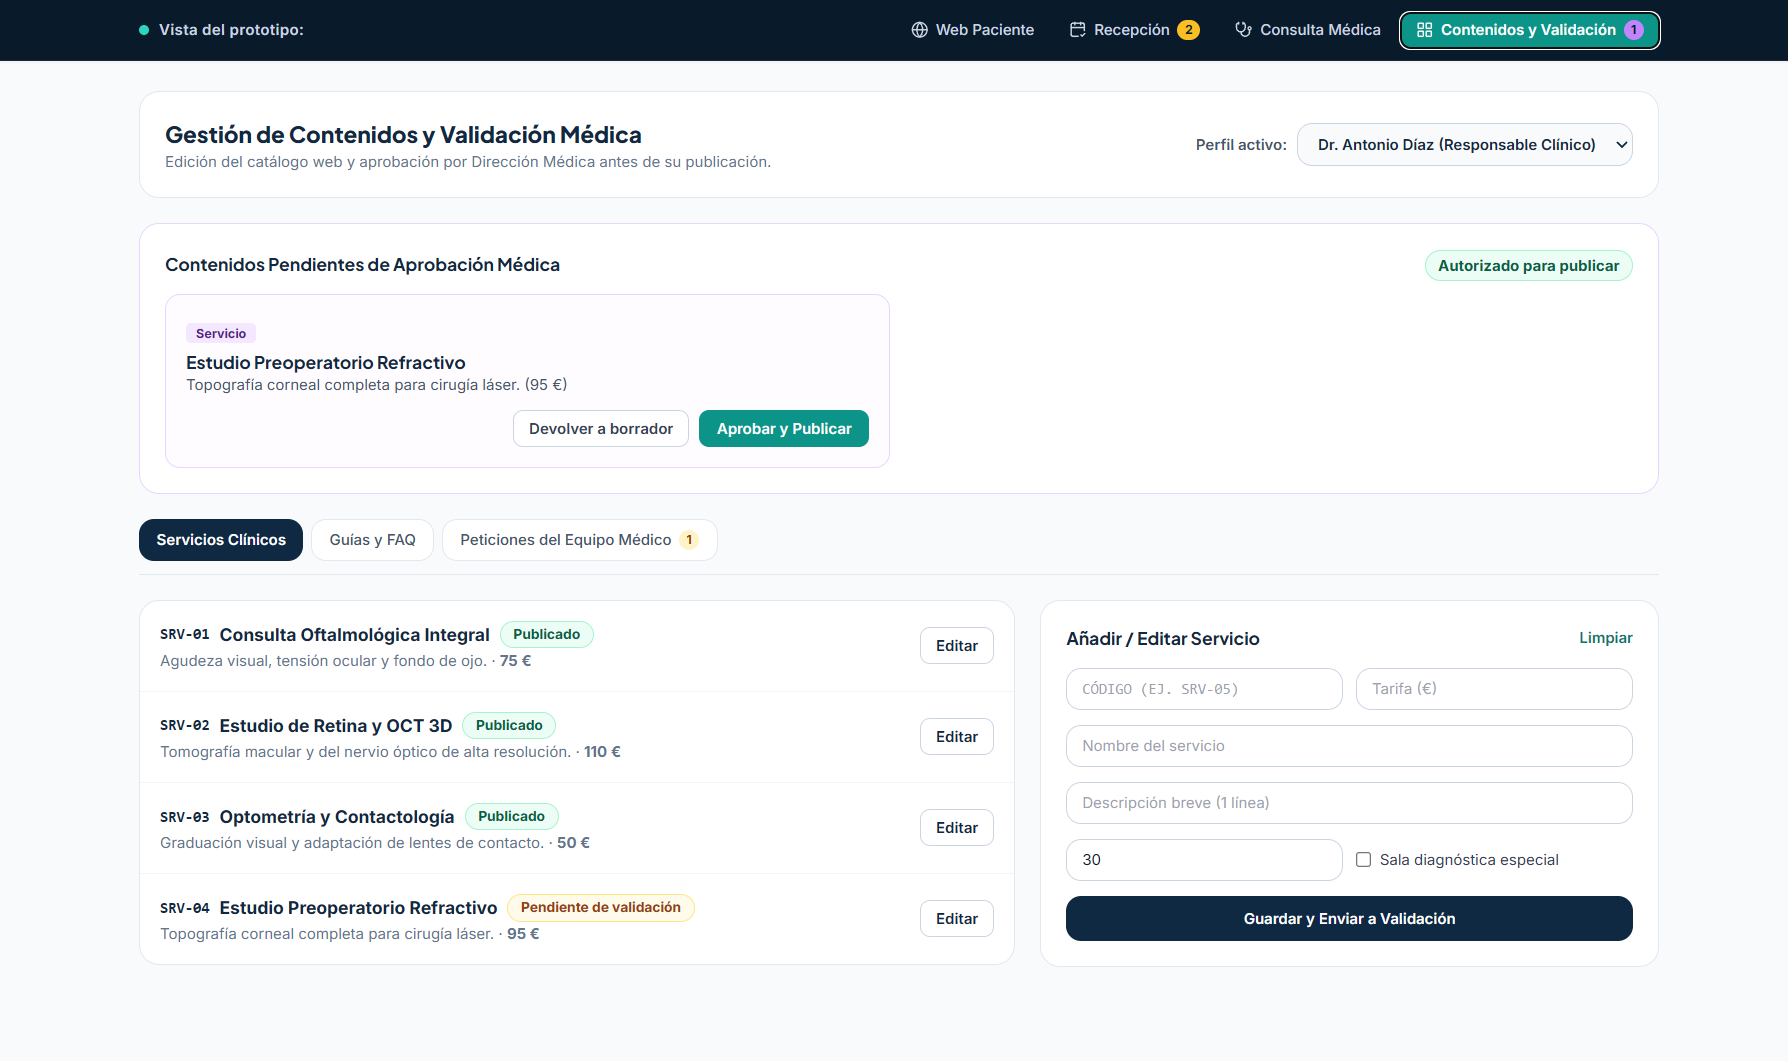 Vista del prototipo:
Web Paciente
Recepción 2
Consulta Médica
Contenidos y Validación 1
Gestión de Contenidos y Validación Médica
Edición del catálogo web y aprobación por Dirección Médica antes de su publicación.
Perfil activo:
Dr. Antonio Díaz (Responsable Clínico)
Contenidos Pendientes de Aprobación Médica
Autorizado para publicar
Servicio
Estudio Preoperatorio Refractivo
Topografía corneal completa para cirugía láser. (95 €)
Devolver a borrador
Aprobar y Publicar
Servicios Clínicos
Guías y FAQ
Peticiones del Equipo Médico 1
SRV-01 Consulta Oftalmológica Integral Publicado
Agudeza visual, tensión ocular y fondo de ojo. · 75 €
Editar
SRV-02 Estudio de Retina y OCT 3D Publicado
Tomografía macular y del nervio óptico de alta resolución. · 110 €
Editar
SRV-03 Optometría y Contactología Publicado
Graduación visual y adaptación de lentes de contacto. · 50 €
Editar
SRV-04 Estudio Preoperatorio Refractivo Pendiente de validación
Topografía corneal completa para cirugía láser. · 95 €
Editar
Añadir / Editar Servicio
Limpiar
CÓDIGO (EJ. SRV-05)
Tarifa (€)
Nombre del servicio
Descripción breve (1 línea)
30
Sala diagnóstica especial
Guardar y Enviar a Validación